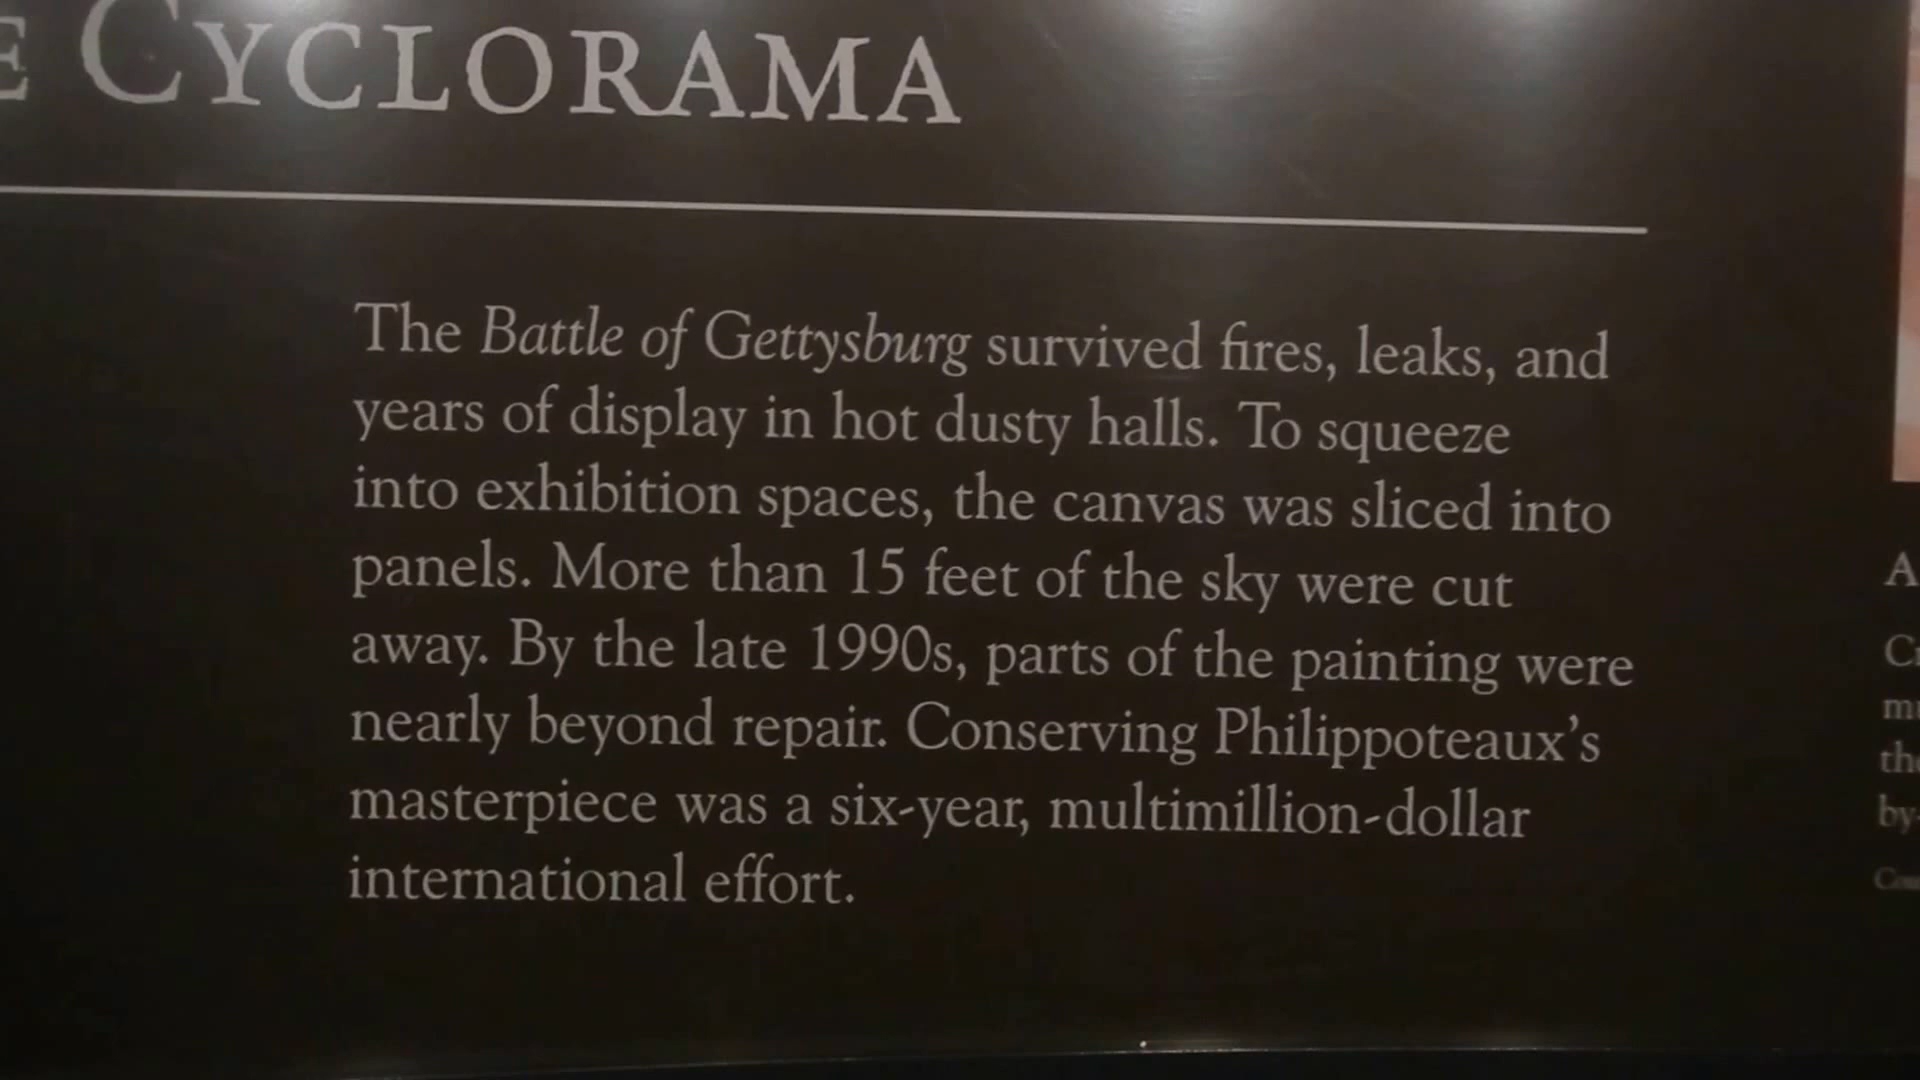 E CYCLORAMA
The Battle of Gettysburg survived fires, leaks, and
years of display in hot dusty halls. To squeeze
into exhibition spaces, the canvas was sliced into
panels. More than 15 feet of the sky were cut
away. By the late 1990s, parts of the painting were
nearly beyond repair. Conserving Philippoteaux's
masterpiece was a six-year, multimillion-dollar
international effort.
A
by-